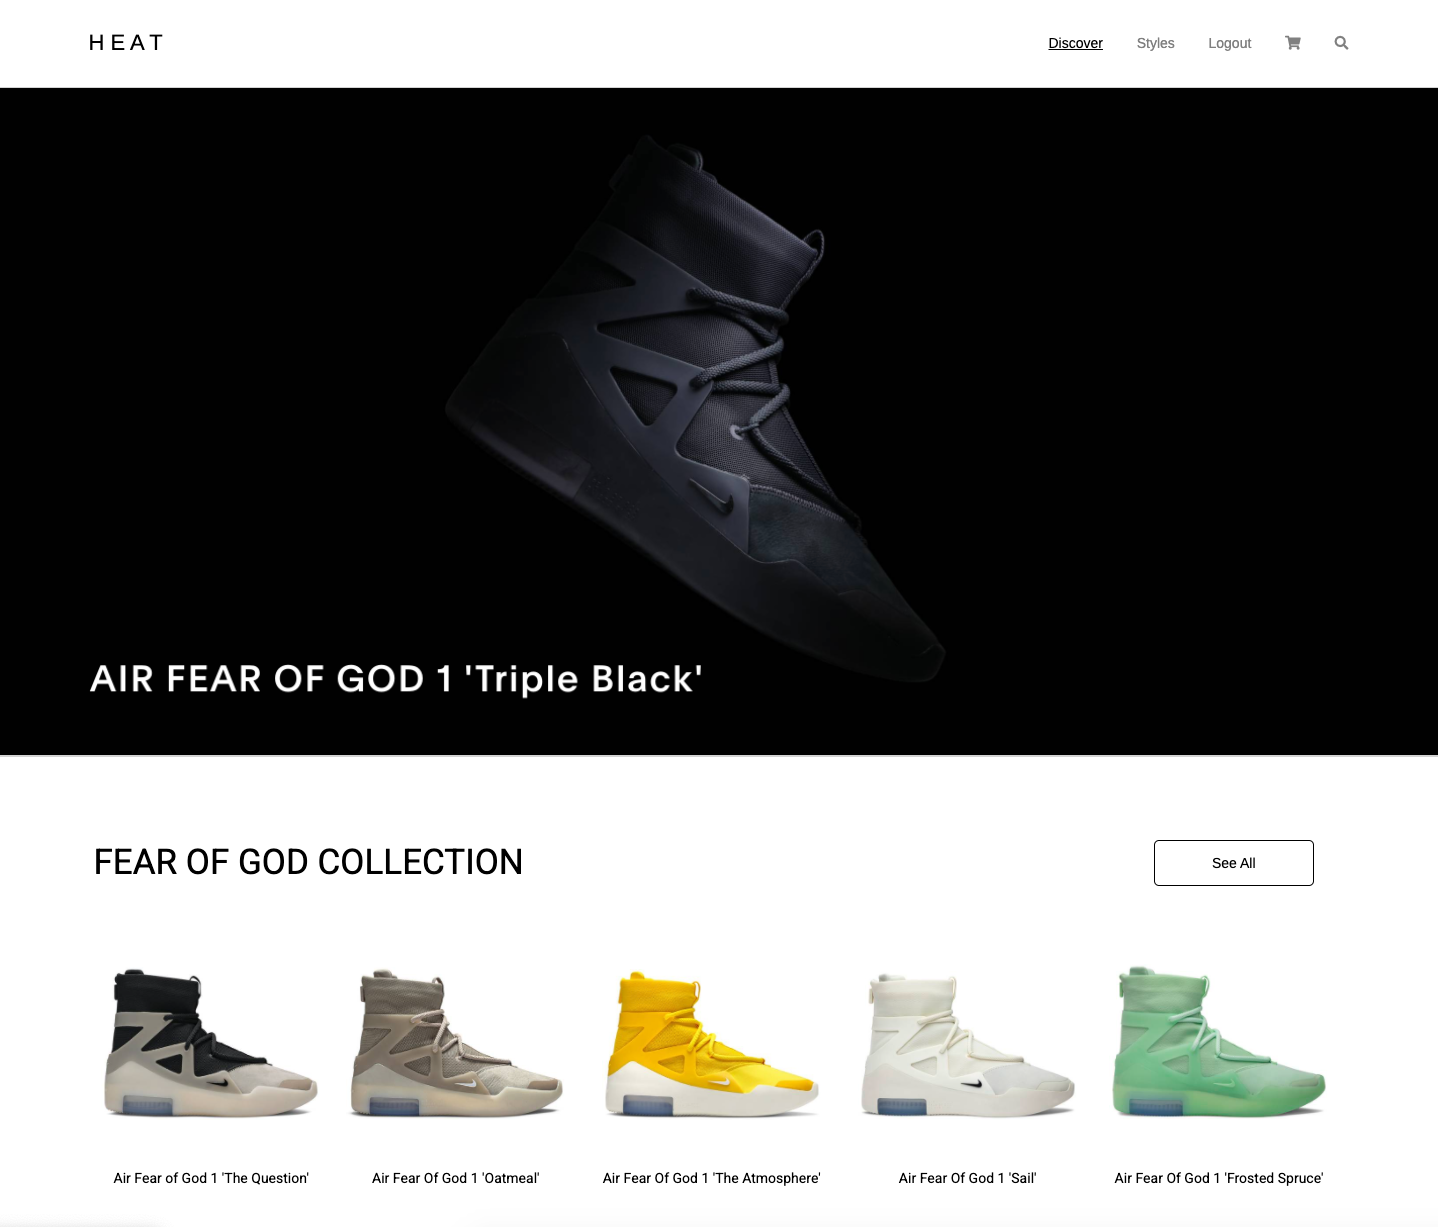 HEAT
Discover Styles Logout
AIR FEAR OF GOD 1 'Triple Black'
FEAR OF GOD COLLECTION
See All
Air Fear of God 1 'The Question'
Air Fear Of God 1 'Oatmeal'
Air Fear Of God 1 'The Atmosphere'
Air Fear Of God 1 'Sail'
Air Fear Of God 1 'Frosted Spruce'